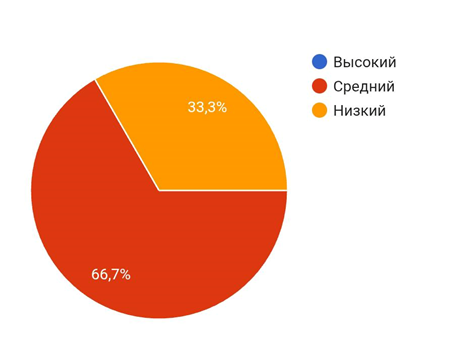 Высокий
Средний
Низкий
33,3%
66,7%